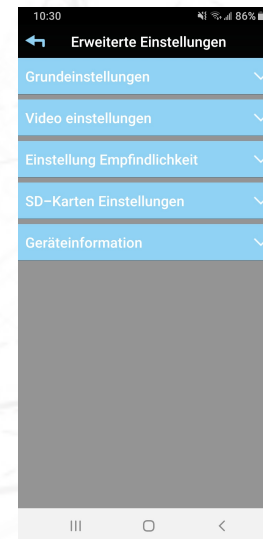 10:30 86%
Erweiterte Einstellungen
Grundeinstellungen
Video einstellungen
Einstellung Empfindlichkeit
SD-Karten Einstellungen
Geräteinformation